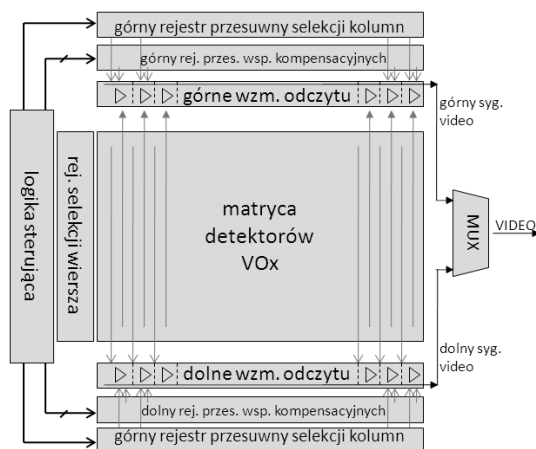 górny rejestr przesuwny selekcji kolumn
górny rej. przes. wsp. kompensacyjnych
górne wzm. odczytu
górny syg.
video
logika sterująca
rej. selekcji wiersza
matryca
detektorów
VOx
MUX
VIDEO
dolny syg.
video
dolne wzm. odczytu
dolny rej. przes. wsp. kompensacyjnych
górny rejestr przesuwny selekcji kolumn